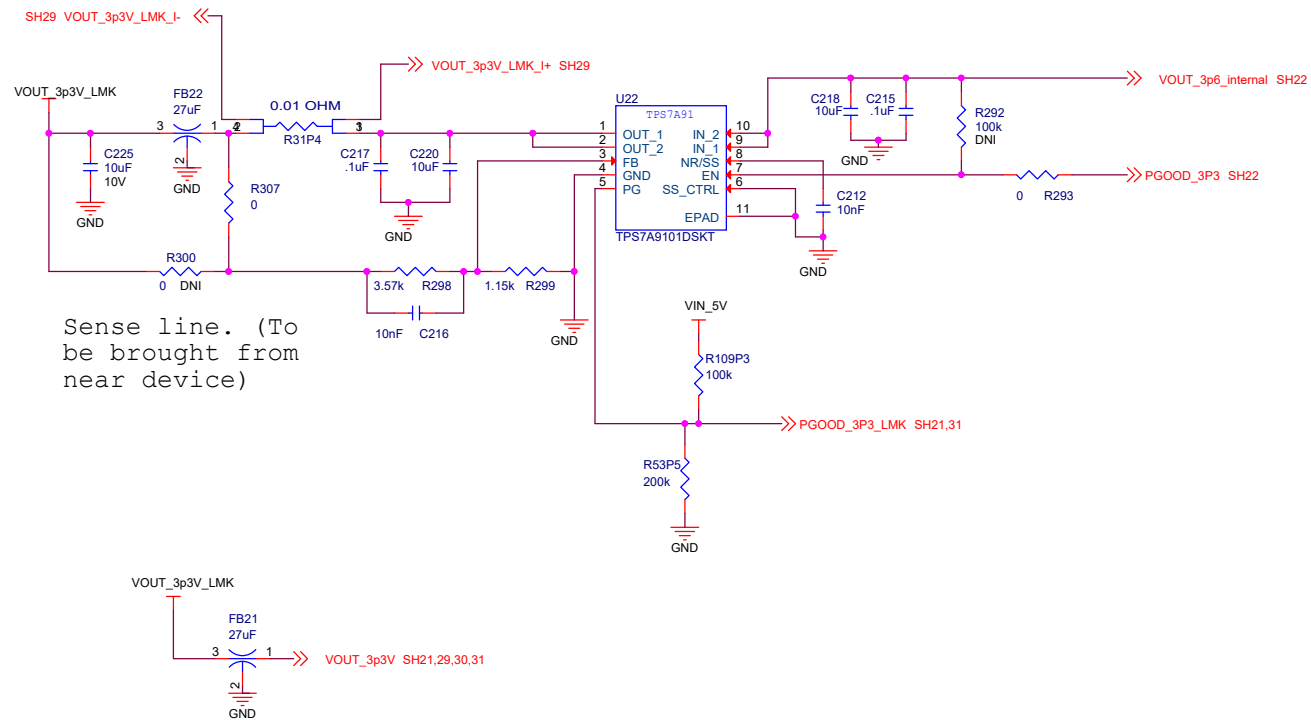 SH29 VOUT_3p3V_LMK_I-
VOUT_3p3V_LMK_I+ SH29
VOUT_3p3V_LMK
FB22
27uF
0.01 OHM
R31P4
3
1
2
GND
C225
10uF
10V
GND
R307
0
C217
.1uF
C220
10uF
GND
U22
TPS7A91
1 OUT_1
2 OUT_2
3 FB
4 GND
5 PG
IN_2 10
IN_1 9
NR/SS 8
EN 7
SS_CTRL 6
EPAD 11
TPS7A9101DSKT
C218
10uF
C215
.1uF
GND
R292
100k
DNI
VOUT_3p6_internal SH22
0 R293
PGOOD_3P3 SH22
C212
10nF
GND
R300
0 DNI
3.57k R298
1.15k R299
10nF C216
GND
Sense line. (To
be brought from
near device)
VIN_5V
R109P3
100k
PGOOD_3P3_LMK SH21,31
R53P5
200k
GND
VOUT_3p3V_LMK
FB21
27uF
3
1
2
VOUT_3p3V SH21,29,30,31
GND